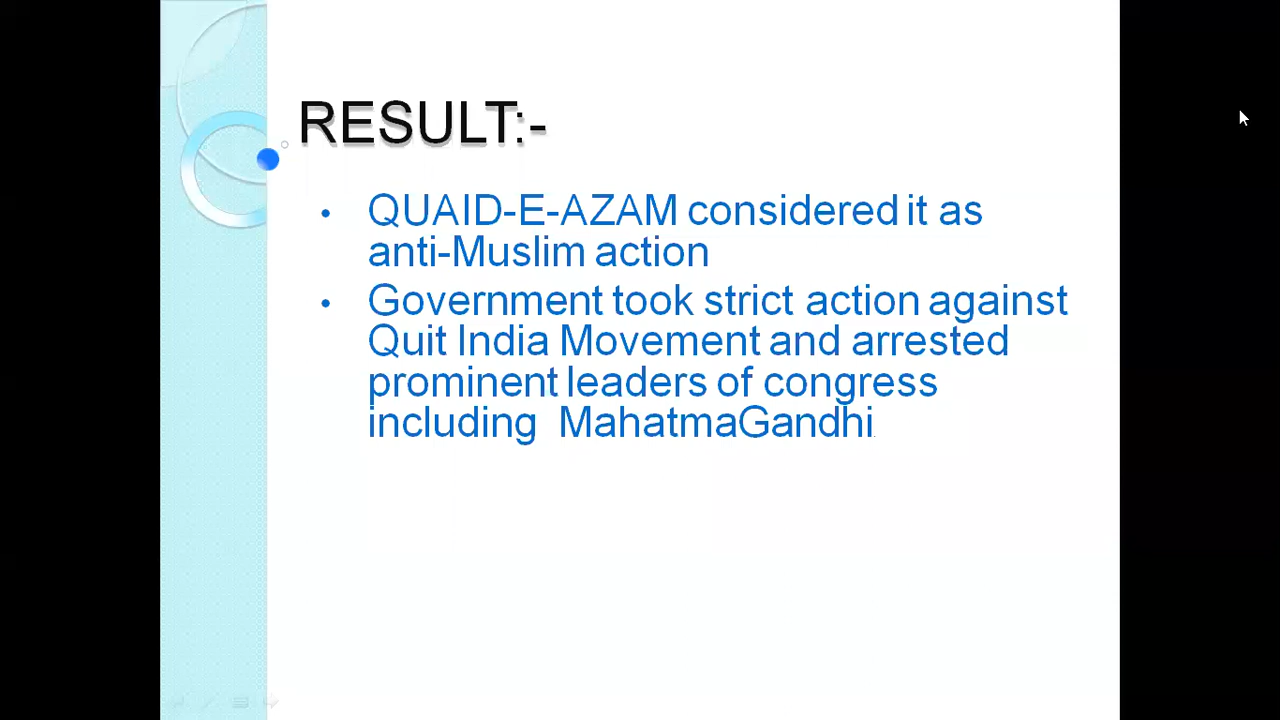 RESULT:-
• QUAID-E-AZAM considered it as
anti-Muslim action
• Government took strict action against
Quit India Movement and arrested
prominent leaders of congress
including MahatmaGandhi.